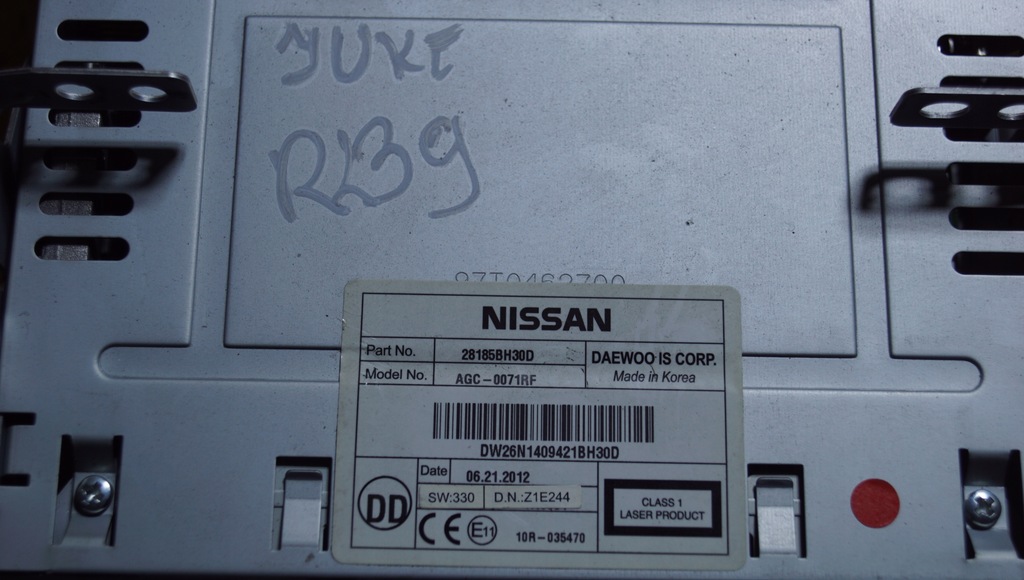 JUKE
RB9
97T0462700
NISSAN
Part No. 28185BH30D
DAEWOO IS CORP.
Model No. AGC-0071RF
Made in Korea
DW26N1409421BH30D
Date 06.21.2012
SW:330 D.N.:Z1E244
DD
CE E11 10R-035470
CLASS 1
LASER PRODUCT